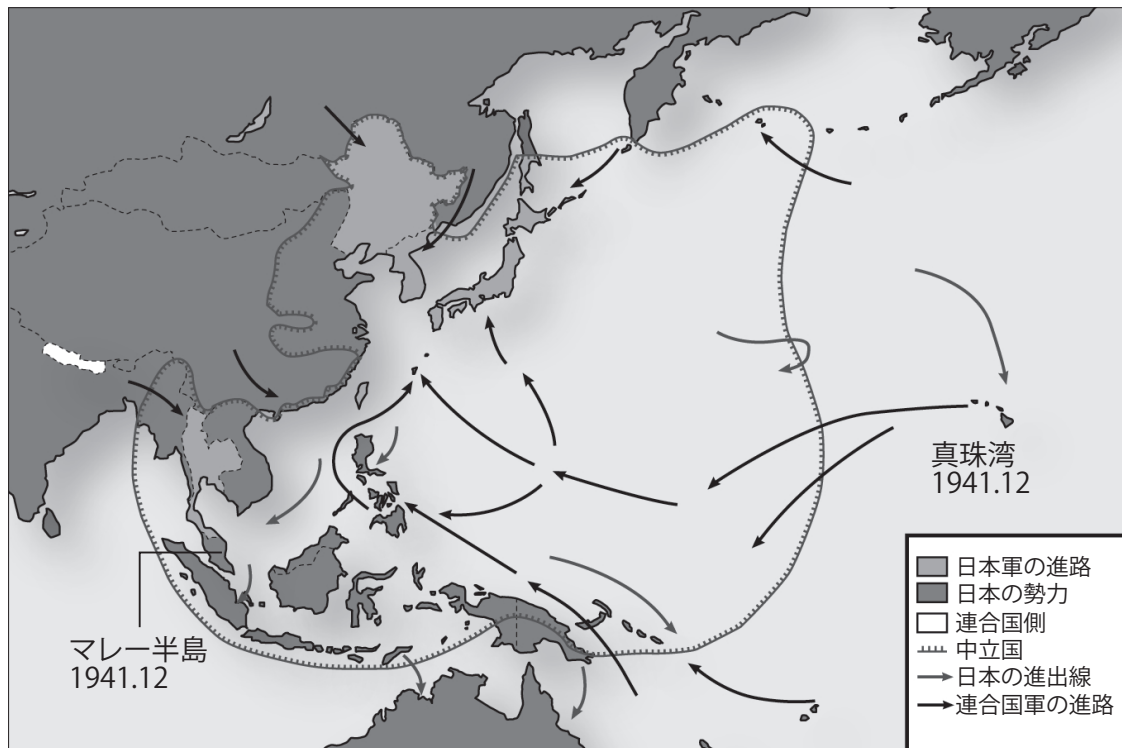 真珠湾
1941.12
マレー半島
1941.12
日本軍の進路
日本の勢力
連合国側
中立国
日本の進出線
連合国軍の進路